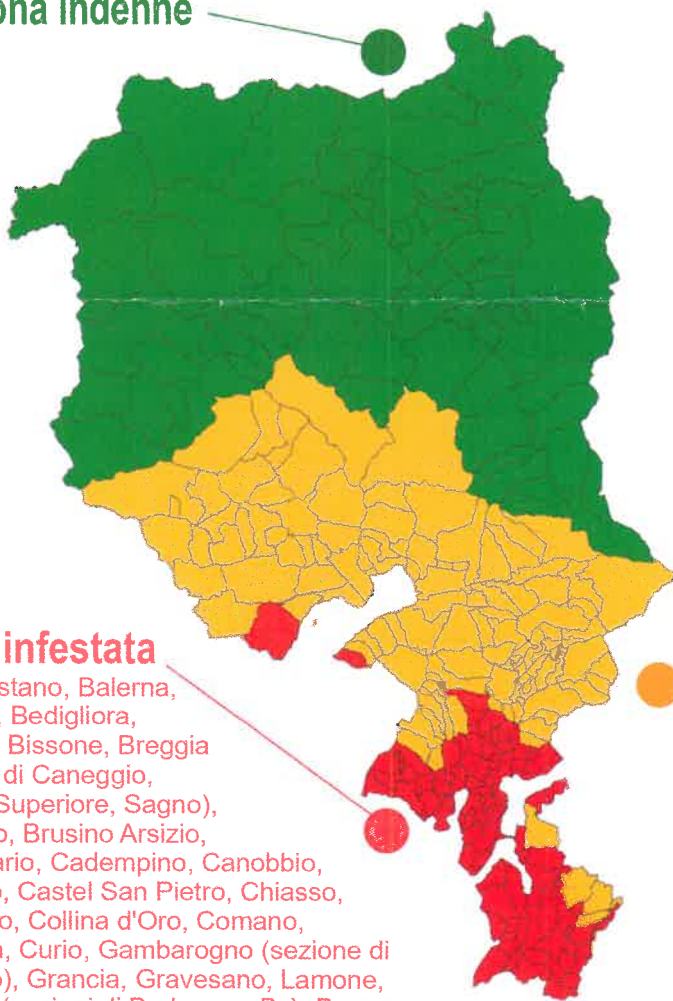 ona indenne
infestata
stano, Balerna,
, Bedigliora,
Bissone, Breggia
di Caneggio,
Superiore, Sagno),
o, Brusino Arsizio,
ario, Cadempino, Canobbio,
o, Castel San Pietro, Chiasso,
o, Collina d'Oro, Comano,
a, Curio, Gambarogno (sezione di
o), Grancia, Gravesano, Lamone,